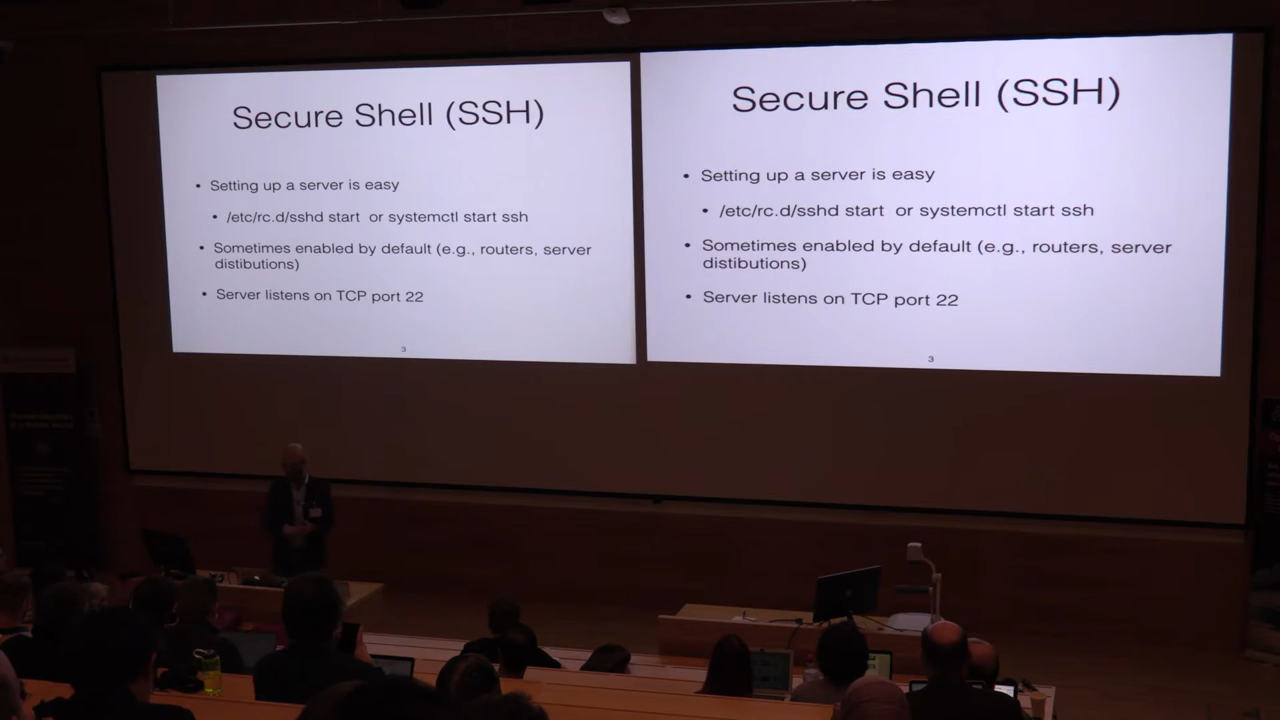 Secure Shell (SSH)
• Setting up a server is easy
• /etc/rc.d/sshd start or systemctl start ssh
• Sometimes enabled by default (e.g., routers, server
distibutions)
• Server listens on TCP port 22
3
Secure Shell (SSH)
• Setting up a server is easy
• /etc/rc.d/sshd start or systemctl start ssh
• Sometimes enabled by default (e.g., routers, server
distibutions)
• Server listens on TCP port 22
3